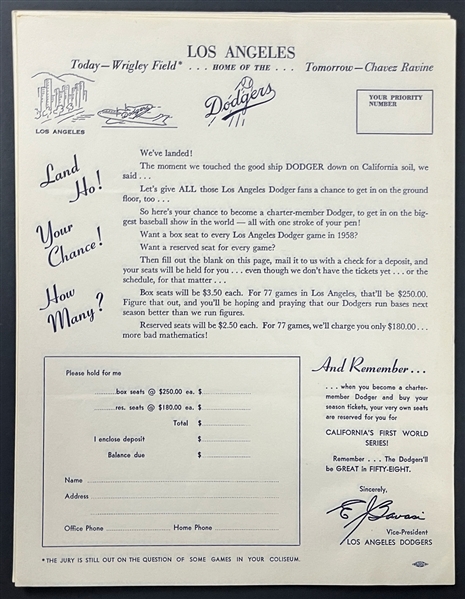 LOS ANGELES
Today—Wrigley Field* . . . HOME OF THE . . . Tomorrow—Chavez Ravine
Dodgers
LOS ANGELES
YOUR PRIORITY
NUMBER
Land
Ho!
Your
Chance!
How
Many?
We've landed!
The moment we touched the good ship DODGER down on California soil, we
said . . .
Let's give ALL those Los Angeles Dodger fans a chance to get in on the ground
floor, too . . .
So here's your chance to become a charter-member Dodger, to get in on the big-
gest baseball show in the world — all with one stroke of your pen!
Want a box seat to every Los Angeles Dodger game in 1958?
Want a reserved seat for every game?
Then fill out the blank on this page, mail it to us with a check for a deposit, and
your seats will be held for you . . . even though we don't have the tickets yet . . . or the
schedule, for that matter . . .
Box seats will be $3.50 each. For 77 games in Los Angeles, that'll be $250.00.
Figure that out, and you'll be hoping and praying that our Dodgers run bases next
season better than we run figures.
Reserved seats will be $2.50 each. For 77 games, we'll charge you only $180.00 . . .
more bad mathematics!
Please hold for me
........box seats @ $250.00 ea. $
........res. seats @ $180.00 ea. $
Total $
I enclose deposit $
Balance due $
Name
Address
Office Phone Home Phone
And Remember . . .
. . . when you become a charter-
member Dodger and buy your
season tickets, your very own seats
are reserved for you for
CALIFORNIA'S FIRST WORLD
SERIES!
Remember . . . The Dodgers'll
be GREAT in FIFTY-EIGHT.
Sincerely,
E J Bavasi
Vice-President
LOS ANGELES DODGERS
*THE JURY IS STILL OUT ON THE QUESTION OF SOME GAMES IN YOUR COLISEUM.